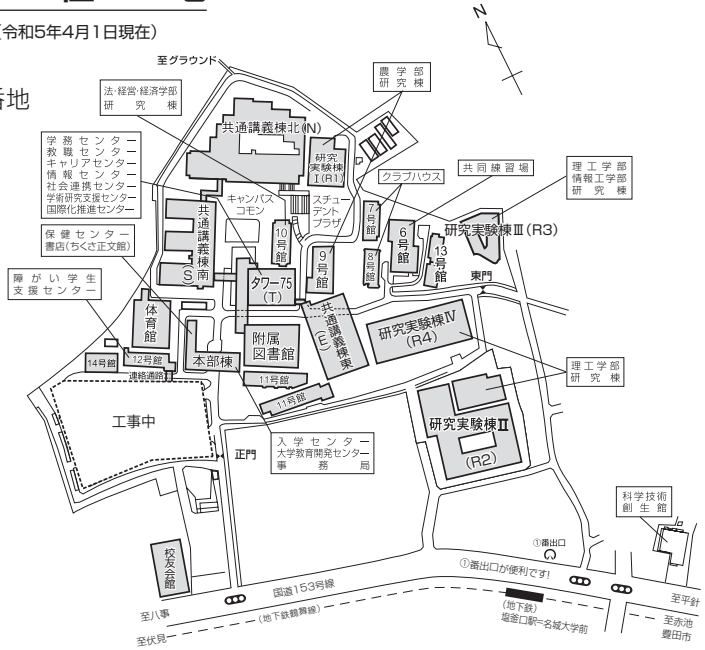 (令和5年4月1日現在)
番地
N
至グラウンド
法・経営・経済学部
研究棟
農学部
研究棟
学務センター
教職センター
キャリアセンター
情報センター
社会連携センター
学術研究支援センター
国際化推進センター
共通講義棟北(N)
研究
実験棟
I(R1)
クラブハウス
共同練習場
理工学部
情報工学部
研究棟
キャンパス
コモン
スチュー
デント
プラザ
7号館
6号館
研究実験棟Ⅲ(R3)
保健センター
書店(ちくさ正文館)
共通講義棟南
(S)
10号館
9号館
8号館
13号館
東門
障がい学生
支援センター
タワー75
(T)
体育館
附属
図書館
共通講義棟東
(E)
研究実験棟Ⅳ
(R4)
14号館
12号館
本部棟
連絡通路
11号館
11号館
理工学部
研究棟
工事中
研究実験棟Ⅱ
(R2)
正門
入学センター
大学教育開発センター
事務局
科学技術
創生館
校友会館
①番出口
①番出口が便利です!
国道153号線
至八事
(地下鉄鶴舞線)
至平針
至伏見
(地下鉄)
塩釜口駅=名城大学前
至赤池
豊田市